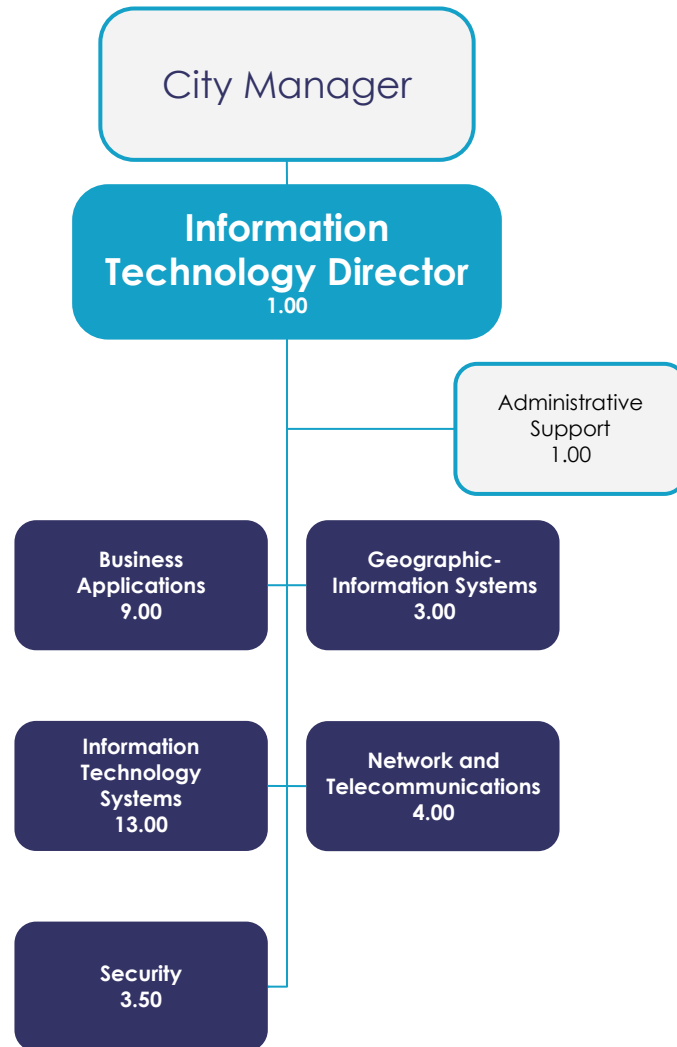 City Manager
Information
Technology Director
1.00
Administrative
Support
1.00
Business
Applications
9.00
Geographic-
Information Systems
3.00
Information
Technology
Systems
13.00
Network and
Telecommunications
4.00
Security
3.50